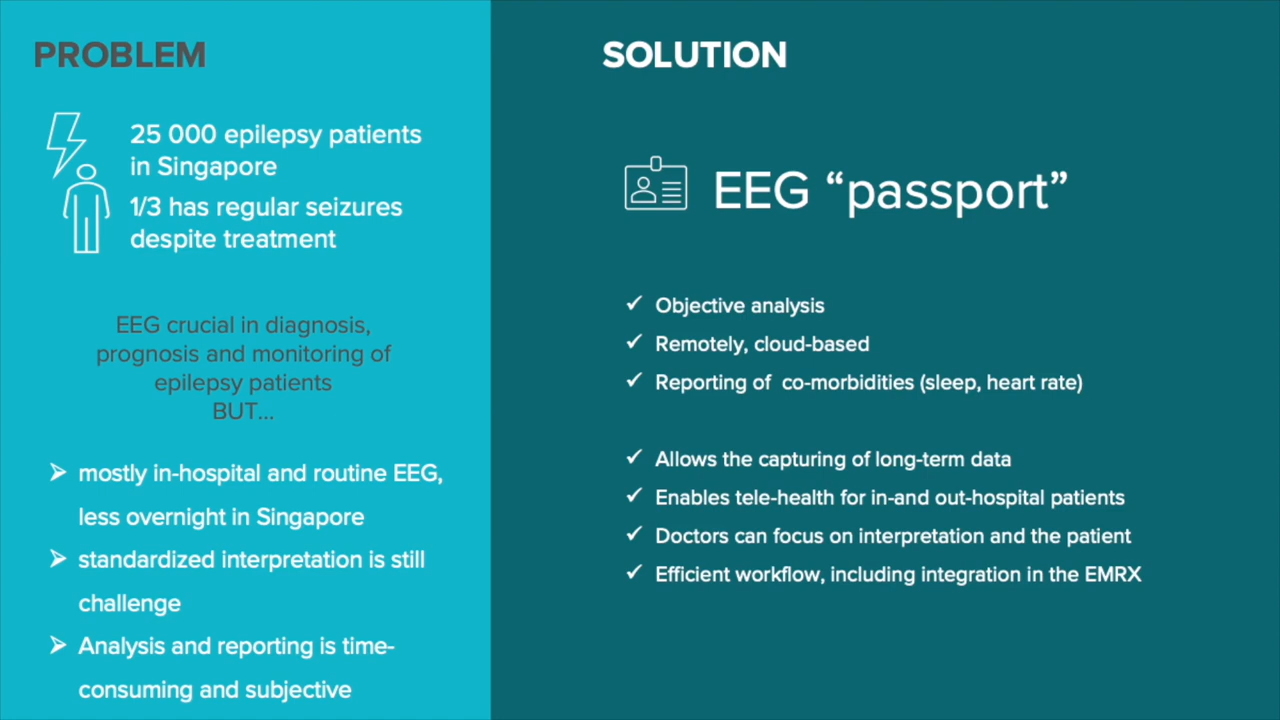 PROBLEM
25 000 epilepsy patients
in Singapore
1/3 has regular seizures
despite treatment
EEG crucial in diagnosis,
prognosis and monitoring of
epilepsy patients
BUT...
mostly in-hospital and routine EEG,
less overnight in Singapore
standardized interpretation is still
challenge
Analysis and reporting is time-
consuming and subjective
SOLUTION
EEG “passport”
Objective analysis
Remotely, cloud-based
Reporting of co-morbidities (sleep, heart rate)
Allows the capturing of long-term data
Enables tele-health for in-and out-hospital patients
Doctors can focus on interpretation and the patient
Efficient workflow, including integration in the EMRX